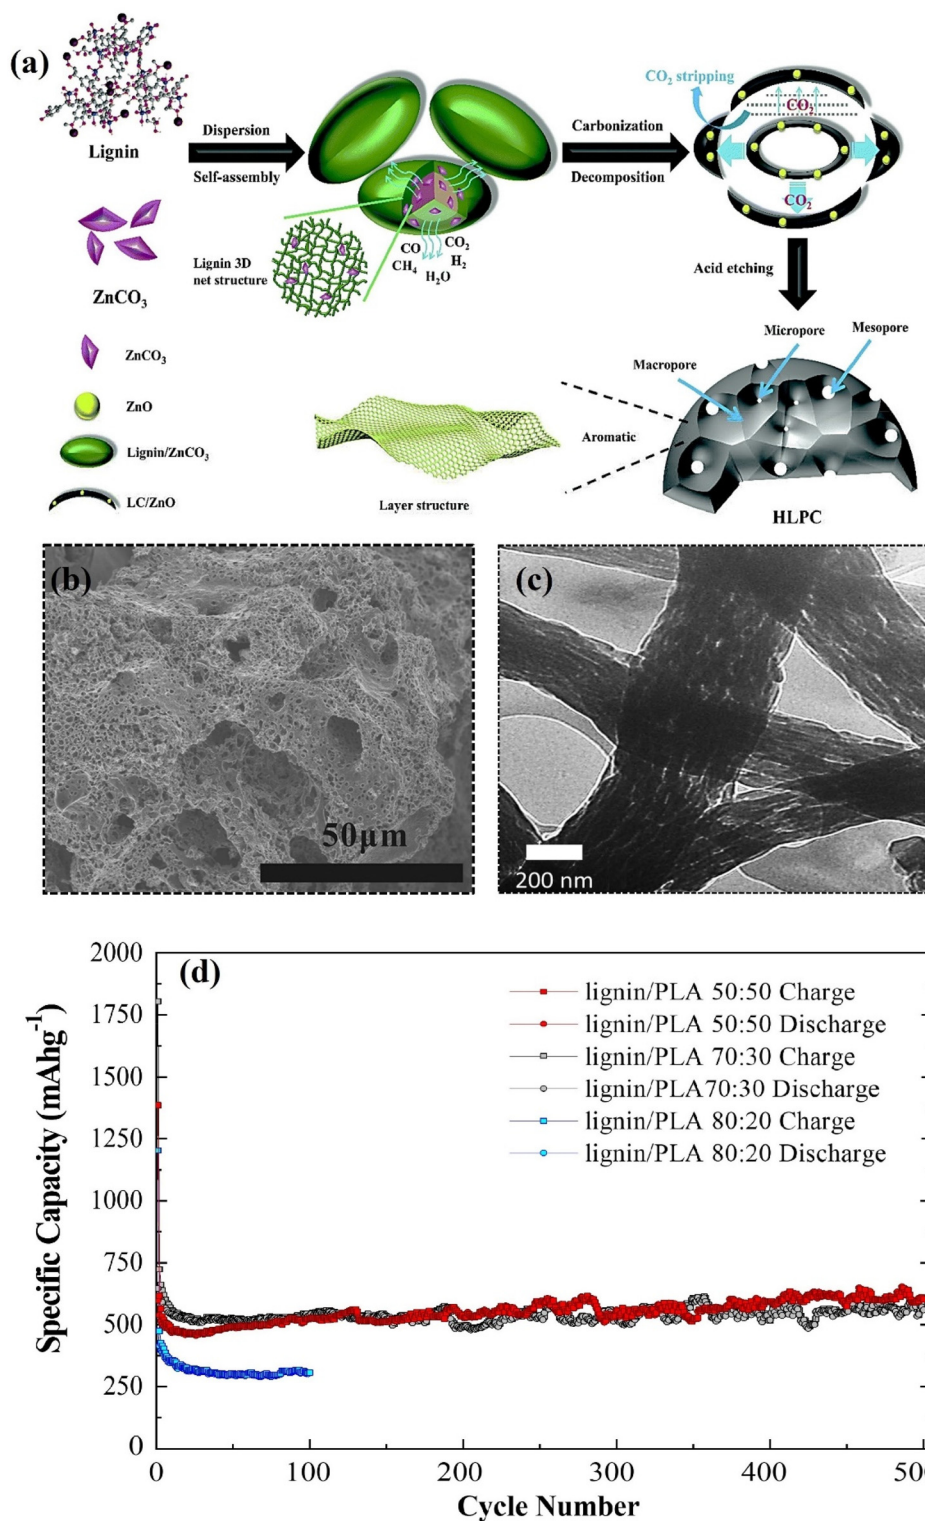 (a)
Lignin
Dispersion
Self-assembly
Carbonization
Decomposition
CO₂ stripping
CO₂
CO₂
ZnCO₃
Lignin 3D
net structure
CO
CH₄
H₂O
CO₂
H₂
Acid etching
Micropore
Mesopore
Macropore
ZnCO₃
ZnO
Lignin/ZnCO₃
LC/ZnO
Layer structure
Aromatic
HLPC
(b)
50μm
(c)
200 nm
(d)
lignin/PLA 50:50 Charge
lignin/PLA 50:50 Discharge
lignin/PLA 70:30 Charge
lignin/PLA70:30 Discharge
lignin/PLA 80:20 Charge
lignin/PLA 80:20 Discharge
Specific Capacity (mAhg⁻¹)
2000
1750
1500
1250
1000
750
500
250
0
0
100
200
300
400
50
Cycle Number